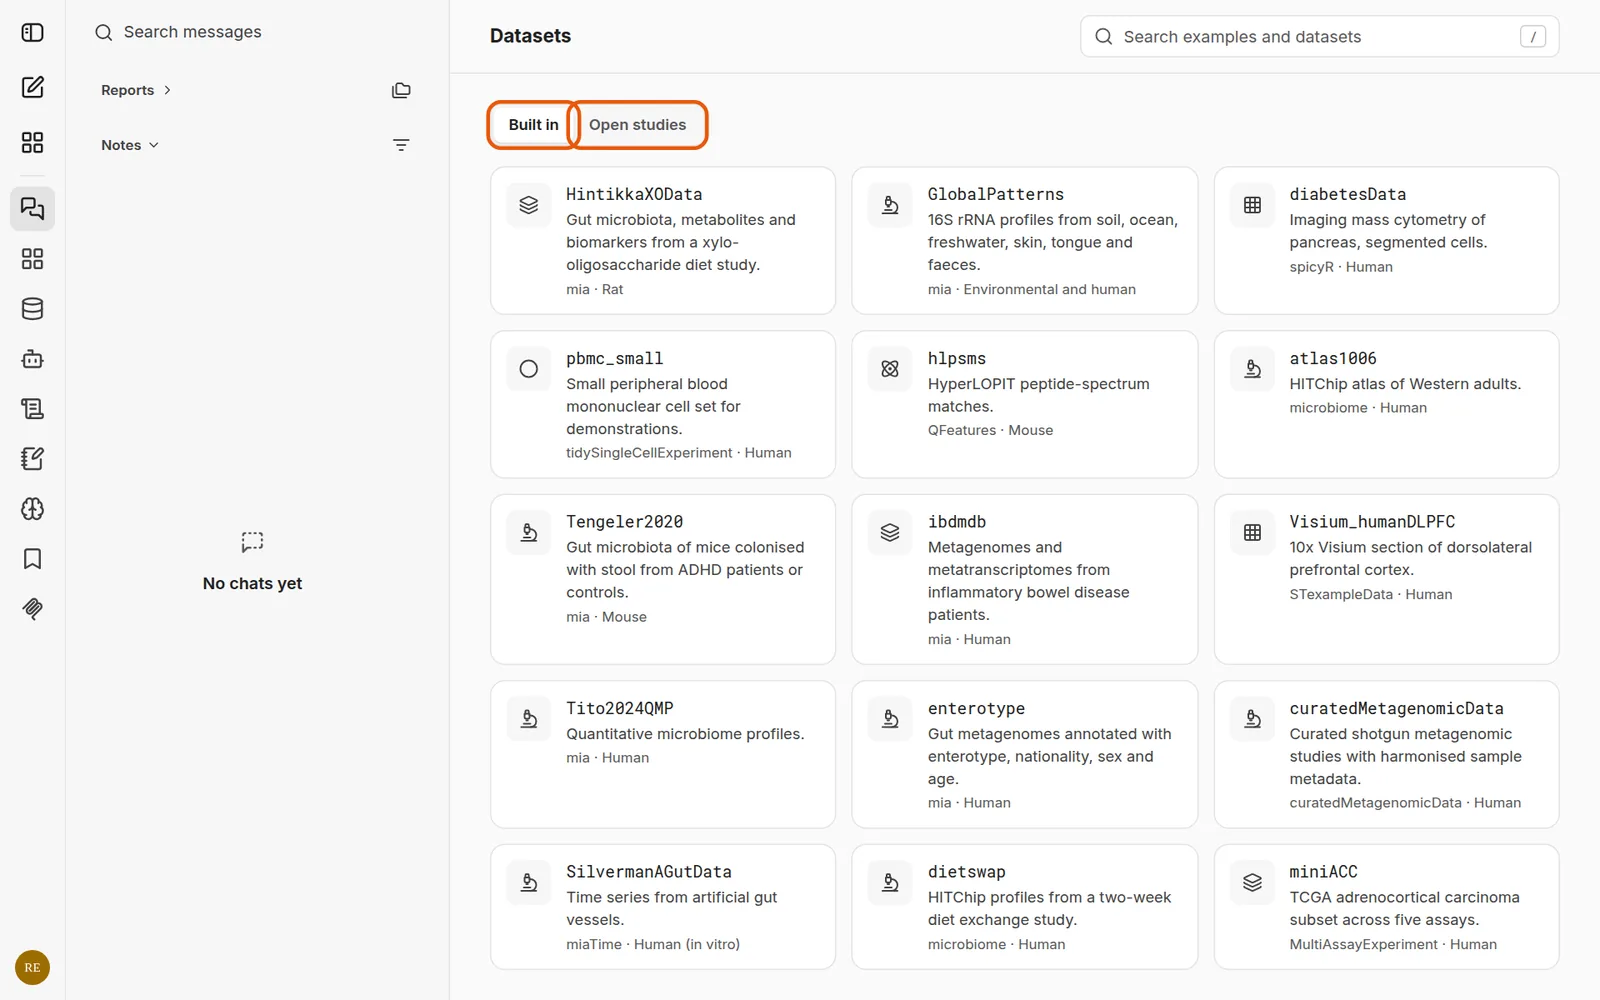 Search messages
Reports
Notes
No chats yet
RE
Datasets
Search examples and datasets
/
Built in
Open studies
HintikkaXOData
Gut microbiota, metabolites and
biomarkers from a xylo-
oligosaccharide diet study.
mia · Rat
GlobalPatterns
16S rRNA profiles from soil, ocean,
freshwater, skin, tongue and
faeces.
mia · Environmental and human
diabetesData
Imaging mass cytometry of
pancreas, segmented cells.
spicyR · Human
pbmc_small
Small peripheral blood
mononuclear cell set for
demonstrations.
tidySingleCellExperiment · Human
hlpsms
HyperLOPIT peptide-spectrum
matches.
QFeatures · Mouse
atlas1006
HITChip atlas of Western adults.
microbiome · Human
Tengeler2020
Gut microbiota of mice colonised
with stool from ADHD patients or
controls.
mia · Mouse
ibdmdb
Metagenomes and
metatranscriptomes from
inflammatory bowel disease
patients.
mia · Human
Visium_humanDLPFC
10x Visium section of dorsolateral
prefrontal cortex.
STexampleData · Human
Tito2024QMP
Quantitative microbiome profiles.
mia · Human
enterotype
Gut metagenomes annotated with
enterotype, nationality, sex and
age.
mia · Human
curatedMetagenomicData
Curated shotgun metagenomic
studies with harmonised sample
metadata.
curatedMetagenomicData · Human
SilvermanAGutData
Time series from artificial gut
vessels.
miaTime · Human (in vitro)
dietswap
HITChip profiles from a two-week
diet exchange study.
microbiome · Human
miniACC
TCGA adrenocortical carcinoma
subset across five assays.
MultiAssayExperiment · Human